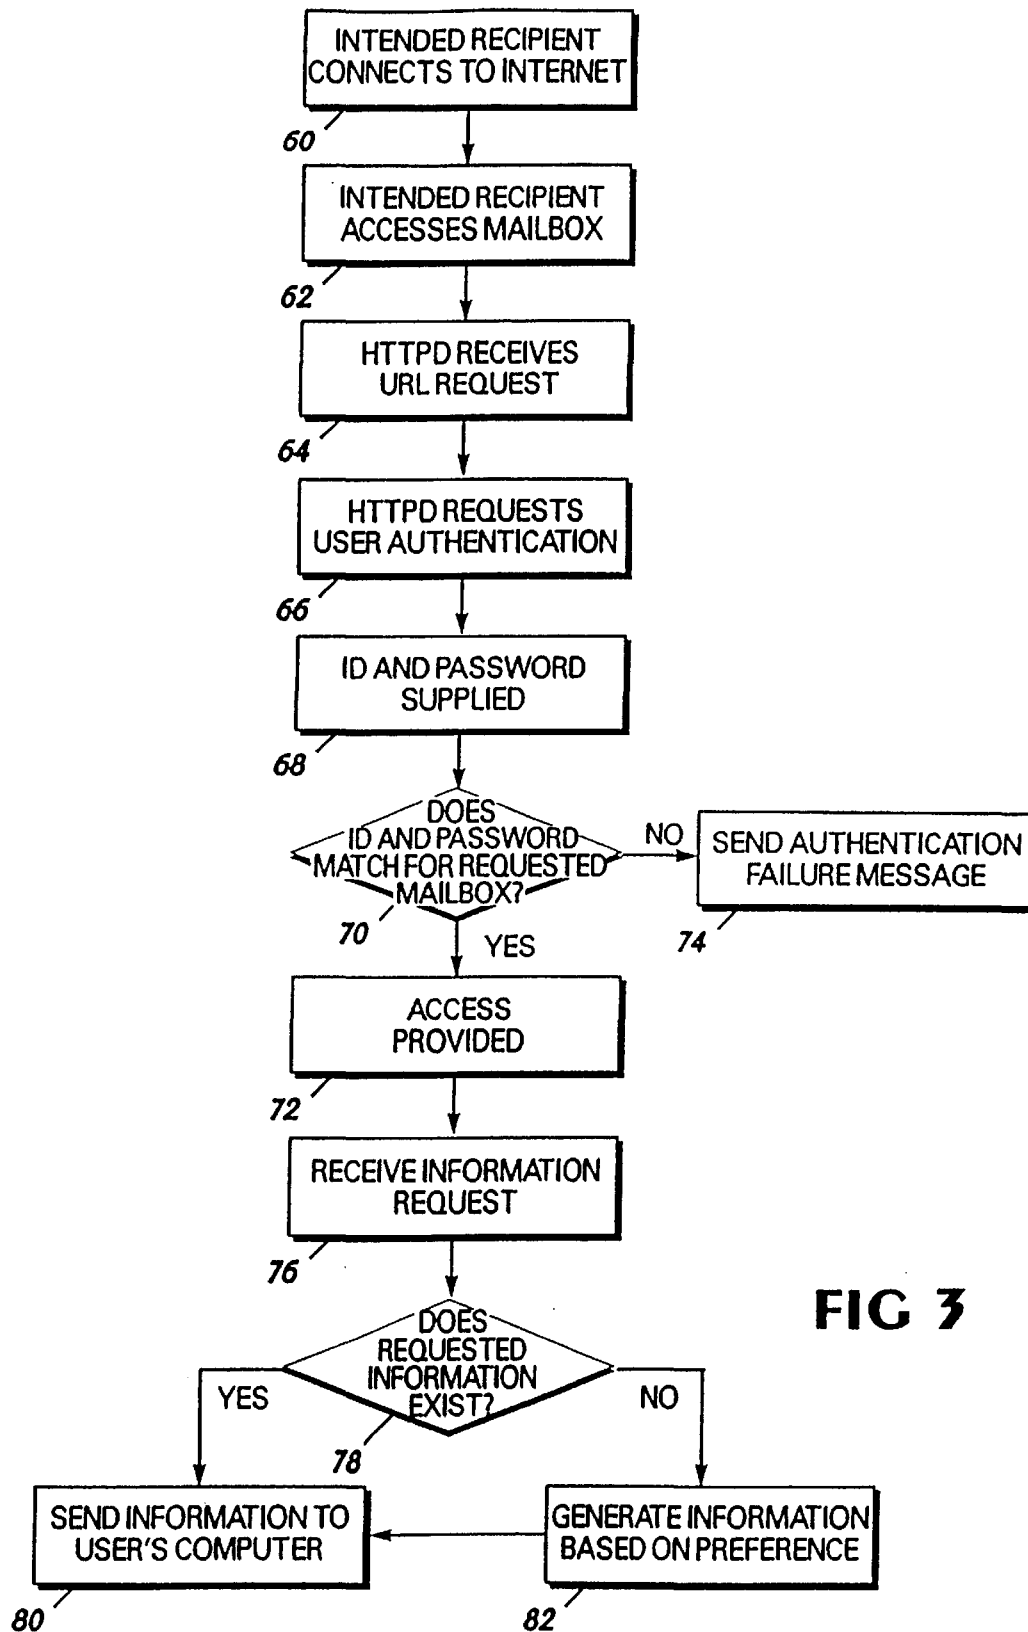 INTENDED RECIPIENT
CONNECTS TO INTERNET
60
INTENDED RECIPIENT
ACCESSES MAILBOX
62
HTTPD RECEIVES
URL REQUEST
64
HTTPD REQUESTS
USER AUTHENTICATION
66
ID AND PASSWORD
SUPPLIED
68
DOES
ID AND PASSWORD
MATCH FOR REQUESTED
MAILBOX?
70
NO
SEND AUTHENTICATION
FAILURE MESSAGE
74
YES
ACCESS
PROVIDED
72
RECEIVE INFORMATION
REQUEST
76
DOES
REQUESTED
INFORMATION
EXIST?
78
YES
NO
SEND INFORMATION TO
USER'S COMPUTER
80
GENERATE INFORMATION
BASED ON PREFERENCE
82
FIG 3